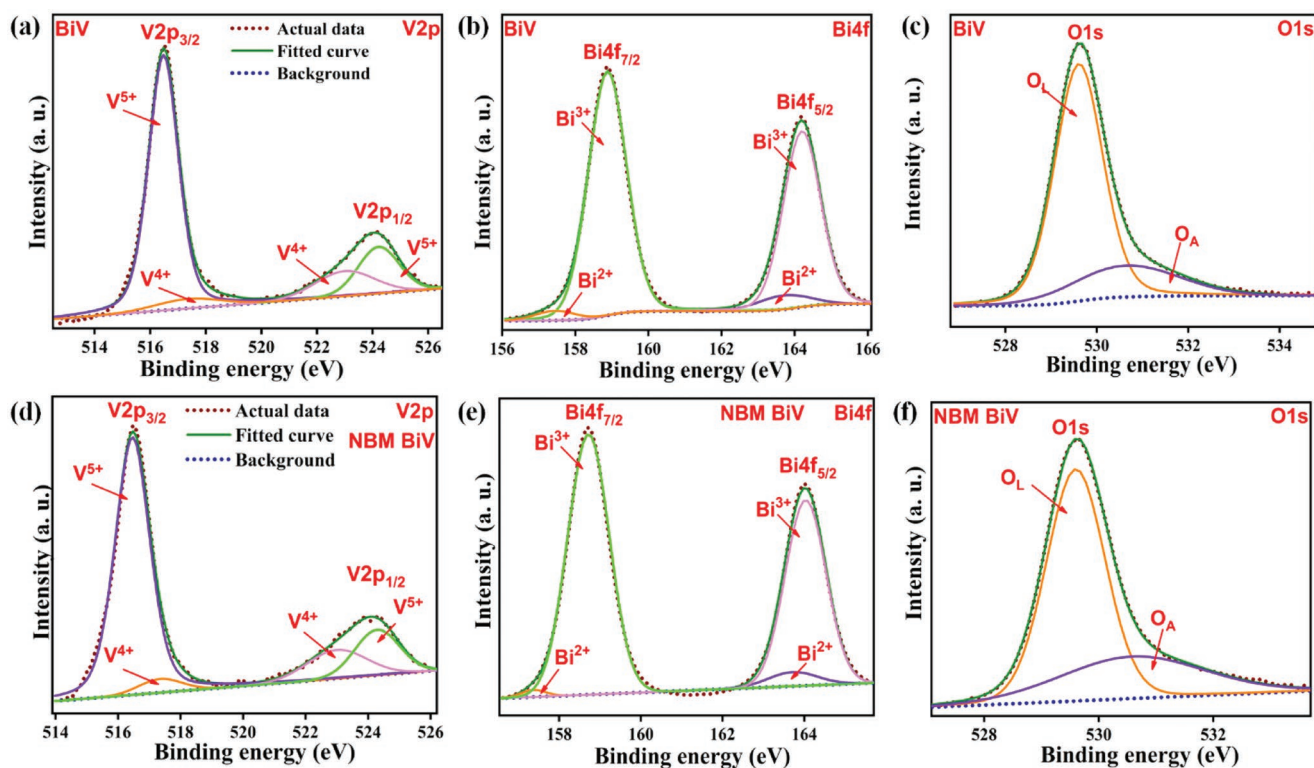 (a) BiV V2p₃/₂ V2p
Actual data
Fitted curve
Background
V⁵⁺
V⁴⁺
V2p₁/₂
V⁴⁺
V⁵⁺
Intensity (a. u.)
514 516 518 520 522 524 526
Binding energy (eV)
(b) BiV Bi4f
Bi4f₇/₂
Bi³⁺
Bi4f₅/₂
Bi³⁺
Bi²⁺
Bi²⁺
Intensity (a. u.)
156 158 160 162 164 166
Binding energy (eV)
(c) BiV O1s O1s
O_L
O_A
Intensity (a. u.)
528 530 532 534
Binding energy (eV)
(d) V2p₃/₂ V2p
NBM BiV
Actual data
Fitted curve
Background
V⁵⁺
V⁴⁺
V2p₁/₂
V⁴⁺
V⁵⁺
Intensity (a. u.)
514 516 518 520 522 524 526
Binding energy (eV)
(e) Bi4f₇/₂ NBM BiV Bi4f
Bi³⁺
Bi4f₅/₂
Bi³⁺
Bi²⁺
Bi²⁺
Intensity (a. u.)
158 160 162 164
Binding energy (eV)
(f) NBM BiV O1s
O1s
O_L
O_A
Intensity (a. u.)
528 530 532
Binding energy (eV)